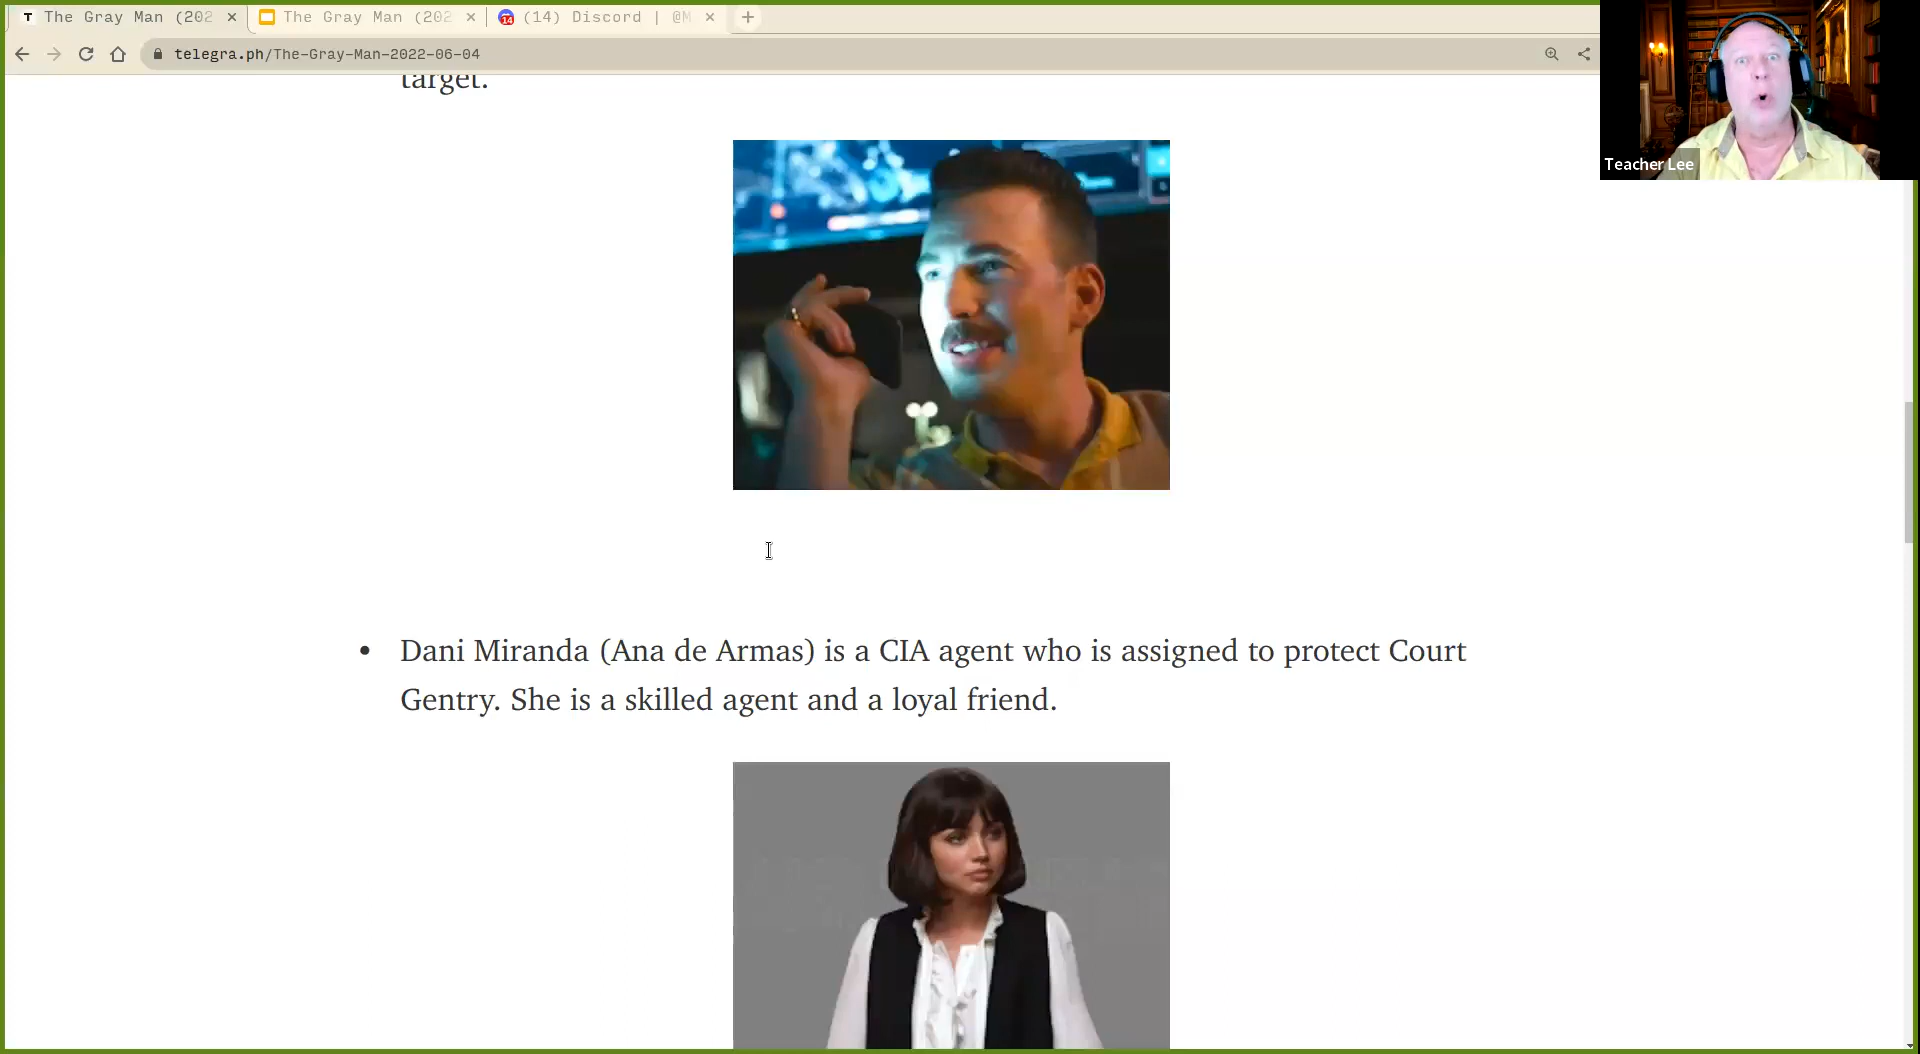 The Gray Man (202
The Gray Man (202
(14) Discord | @M
telegra.ph/The-Gray-Man-2022-06-04
Teacher Lee
target.
• Dani Miranda (Ana de Armas) is a CIA agent who is assigned to protect Court
Gentry. She is a skilled agent and a loyal friend.